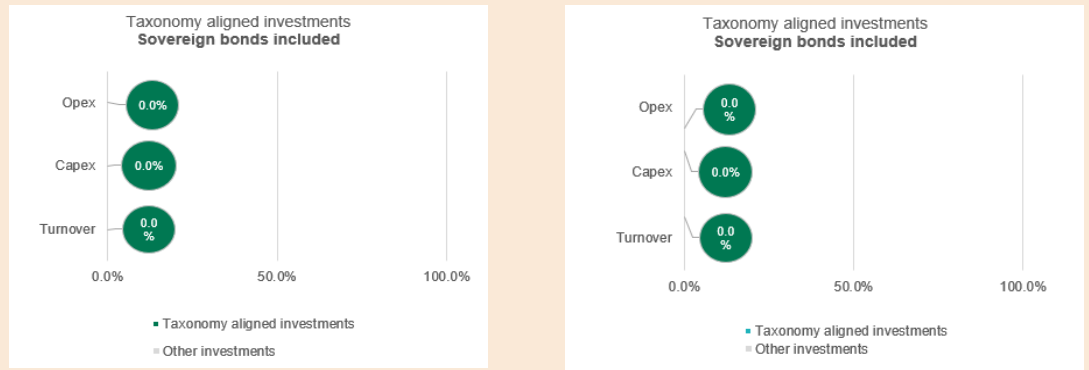 Taxonomy aligned investments
Sovereign bonds included
Opex
0.0%
Capex
0.0%
Turnover
0.0
%
0.0%
50.0%
100.0%
Taxonomy aligned investments
Other investments
Taxonomy aligned investments
Sovereign bonds included
Opex
0.0
%
Capex
0.0%
Turnover
0.0
%
0.0%
50.0%
100.0%
Taxonomy aligned investments
Other investments